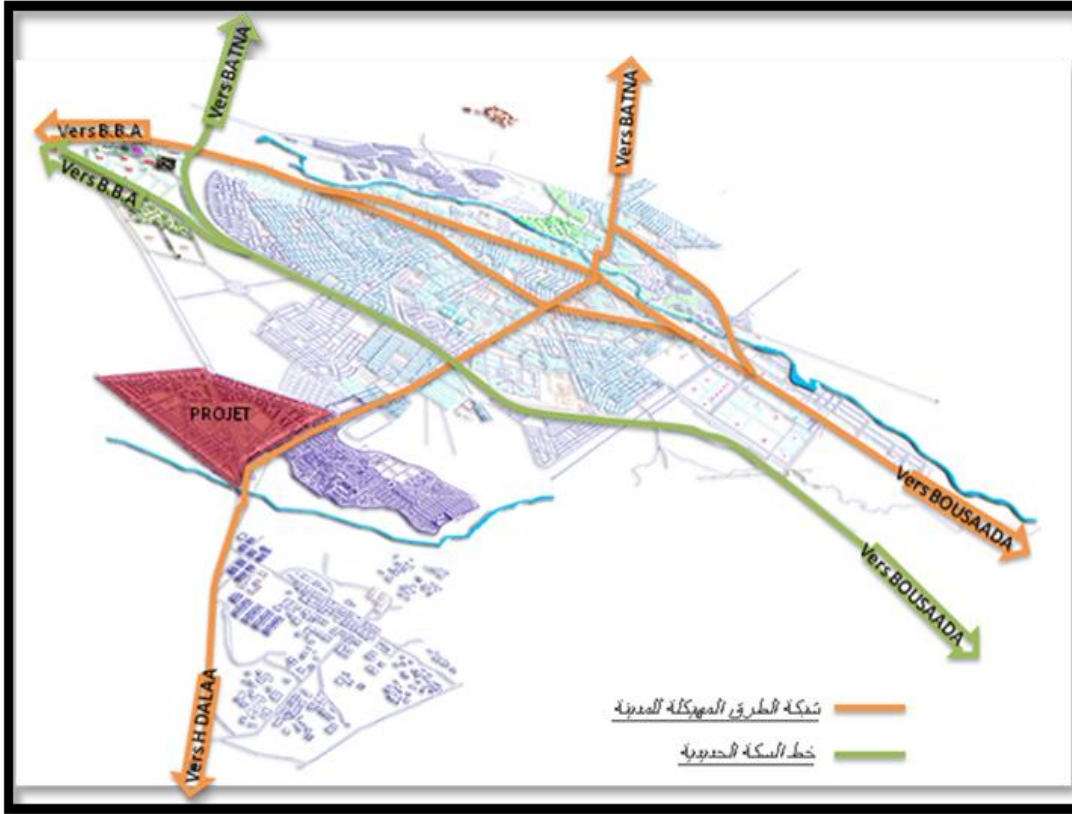 Vers BATNA
Vers BATNA
Vers B.B.A
Vers B.B.A
PROJET
Vers BOUSAADA
Vers BOUSAADA
Vers H DALAA
شبكة الطرق المهيكلة للمدينة
خط السكة الحديدية